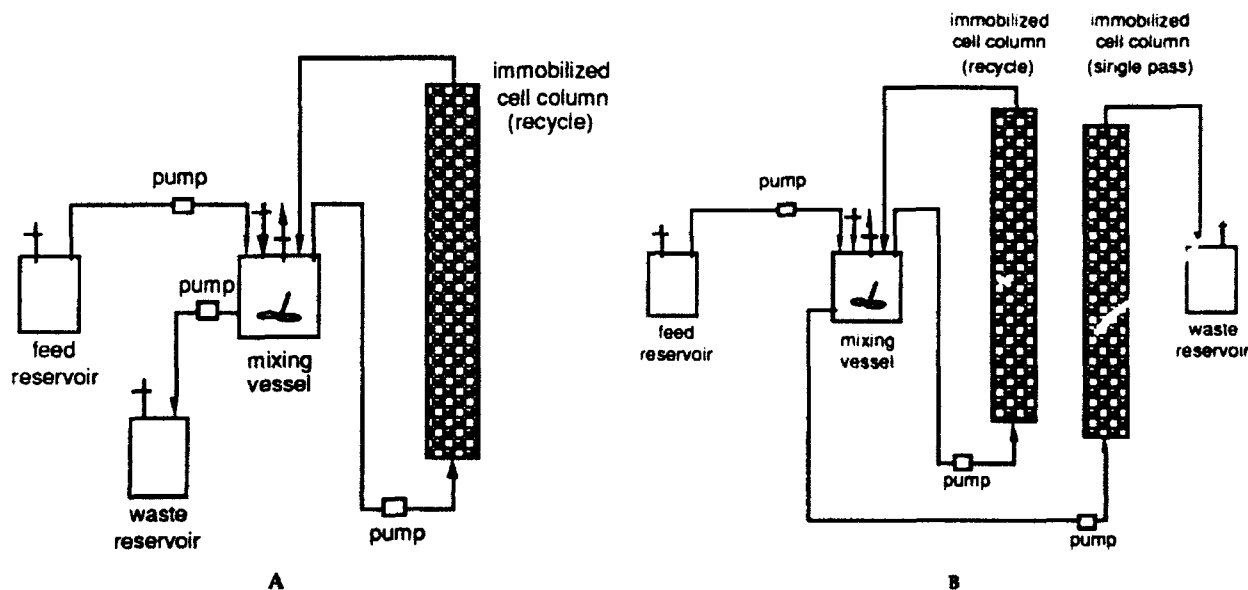 immobilized
cell column
(recycle)
pump
pump
feed
reservoir
mixing
vessel
waste
reservoir
pump
A
immobilized
cell column
(recycle)
immobilized
cell column
(single pass)
pump
feed
reservoir
mixing
vessel
waste
reservoir
pump
pump
B